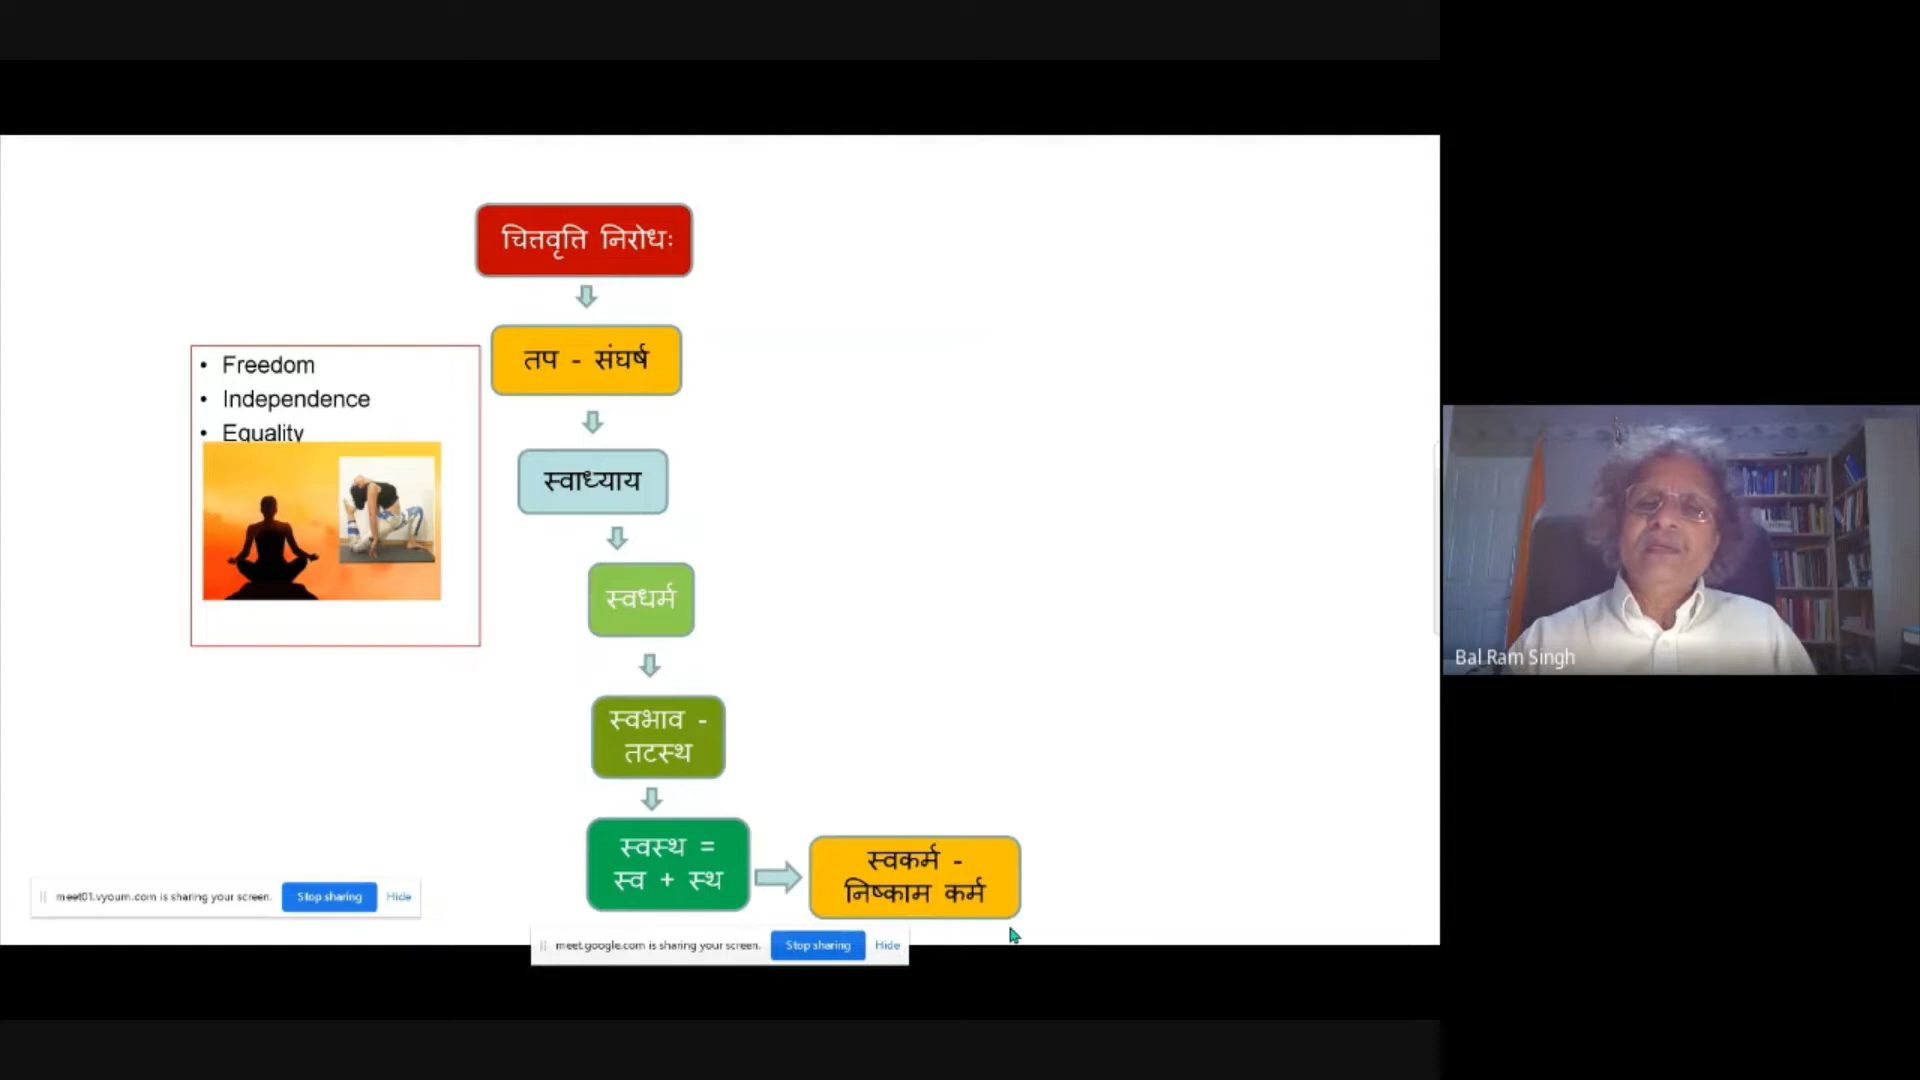 चित्तवृत्ति निरोधः
तप - संघर्ष
• Freedom
• Independence
• Equality
स्वाध्याय
स्वधर्म
स्वभाव -
तटस्थ
स्वस्थ =
स्व + स्थ
स्वकर्म -
निष्काम कर्म
meet01.vyoum.com is sharing your screen. Stop sharing Hide
meet.google.com is sharing your screen. Stop sharing Hide
Bal Ram Singh